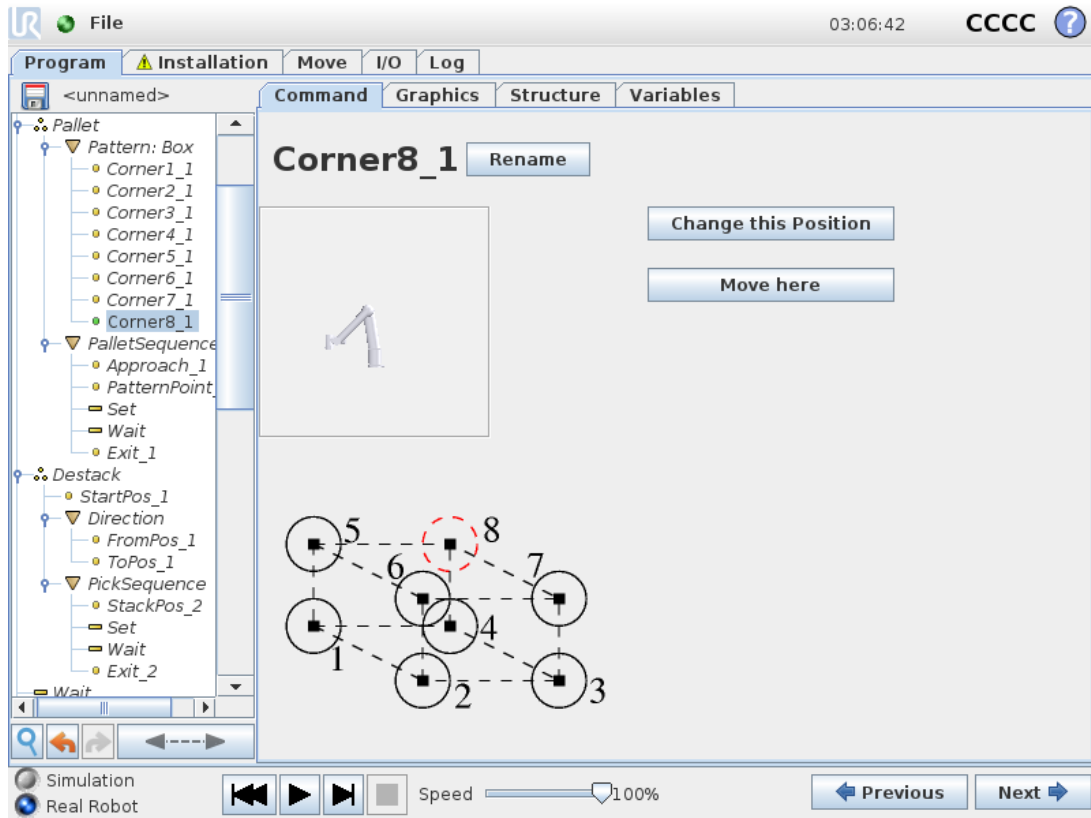 UR File 03:06:42 CCCC ?
Program Installation Move I/O Log
<unnamed> Command Graphics Structure Variables
Pallet
Pattern: Box
Corner1_1
Corner2_1
Corner3_1
Corner4_1
Corner5_1
Corner6_1
Corner7_1
Corner8_1
PalletSequence
Approach_1
PatternPoint_
Set
Wait
Exit_1
Destack
StartPos_1
Direction
FromPos_1
ToPos_1
PickSequence
StackPos_2
Set
Wait
Exit_2
Wait
Corner8_1 Rename
Change this Position
Move here
5 8
6 7
1 4
2 3
Simulation
Real Robot
Speed 100%
Previous Next